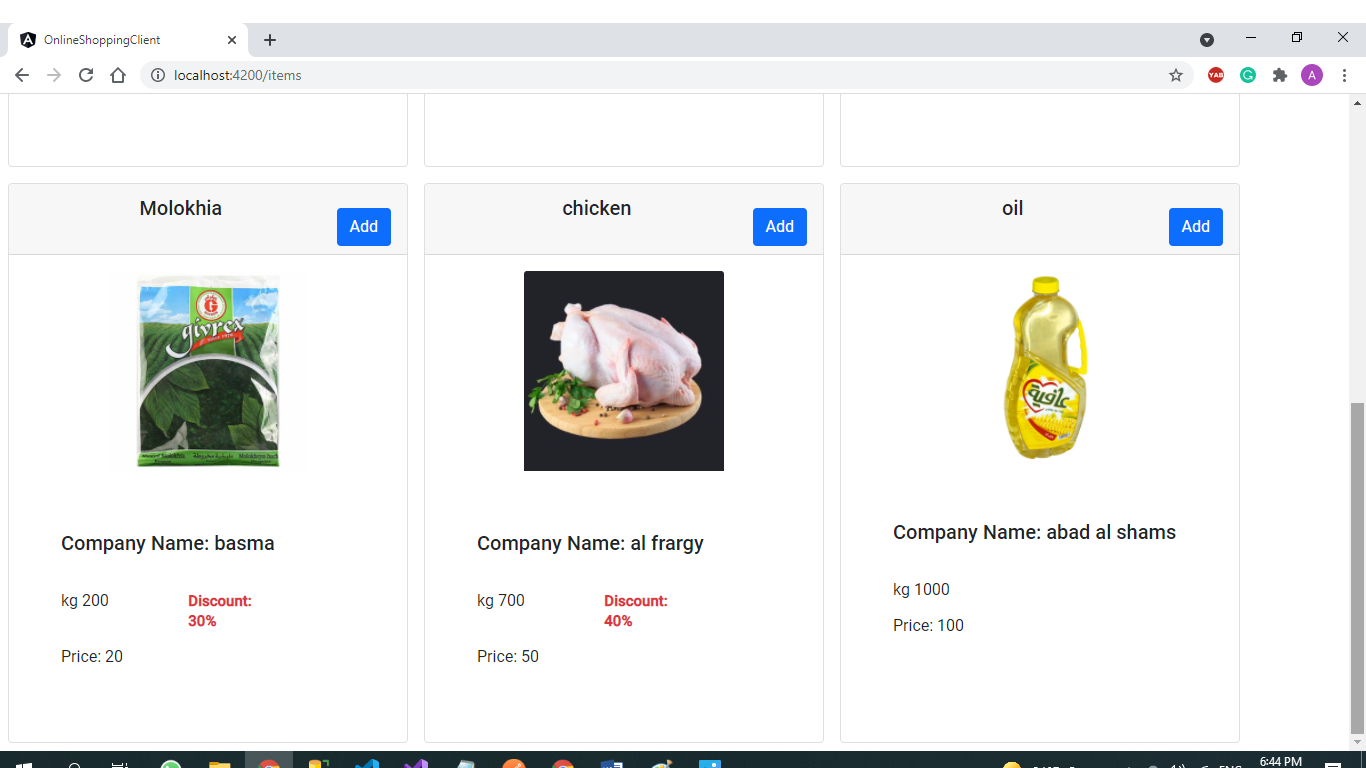 OnlineShoppingClient
localhost:4200/items
YAB
A
Molokhia
Add
chicken
Add
oil
Add
G
givrex
عافية
Company Name: basma
kg 200
Discount:
30%
Price: 20
Company Name: al frargy
kg 700
Discount:
40%
Price: 50
Company Name: abad al shams
kg 1000
Price: 100
6:44 PM